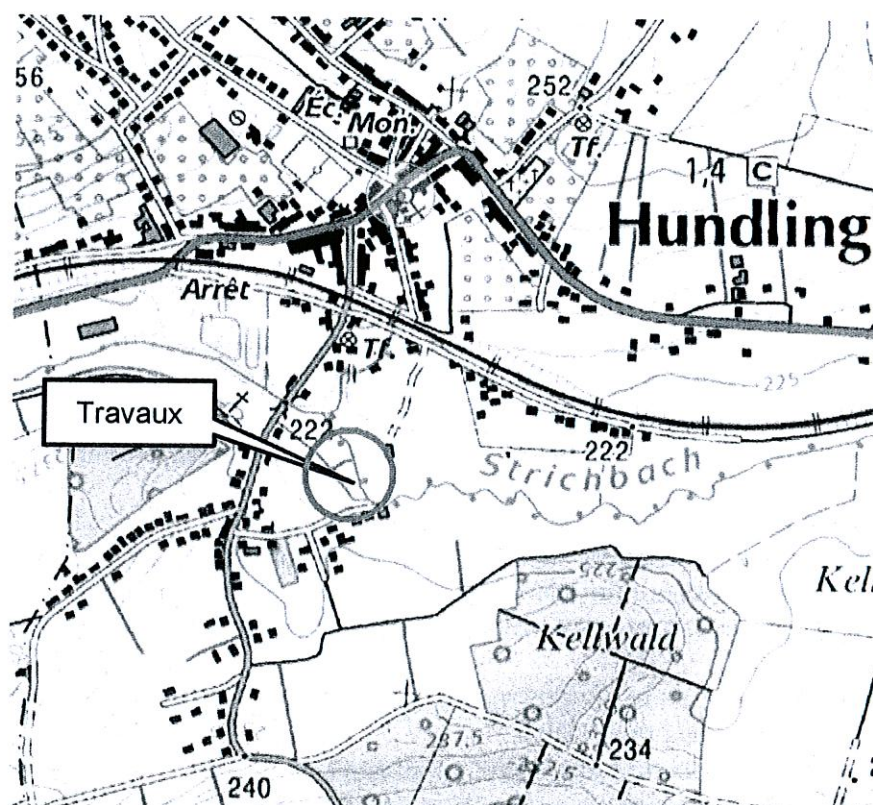 56
Éc.
Mon.
252
Tf.
1,4
C
Hundling
Arrêt
Tf.
225
Travaux
222
222
Strichbach
225
Kel
Kellwald
237,5
234
240